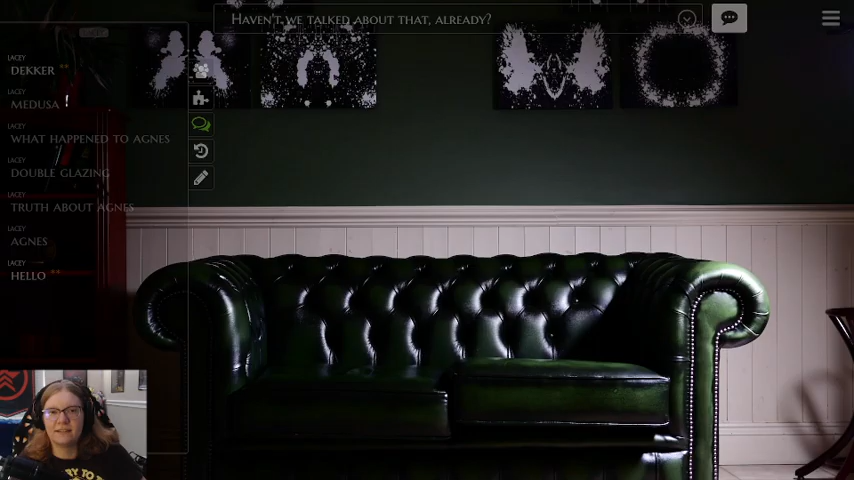 Haven't we talked about that, already?
LACEY
DEKKER
LACEY
MEDUSA !
LACEY
WHAT HAPPENED TO AGNES
LACEY
DOUBLE GLAZING
LACEY
TRUTH ABOUT AGNES
LACEY
AGNES
LACEY
HELLO